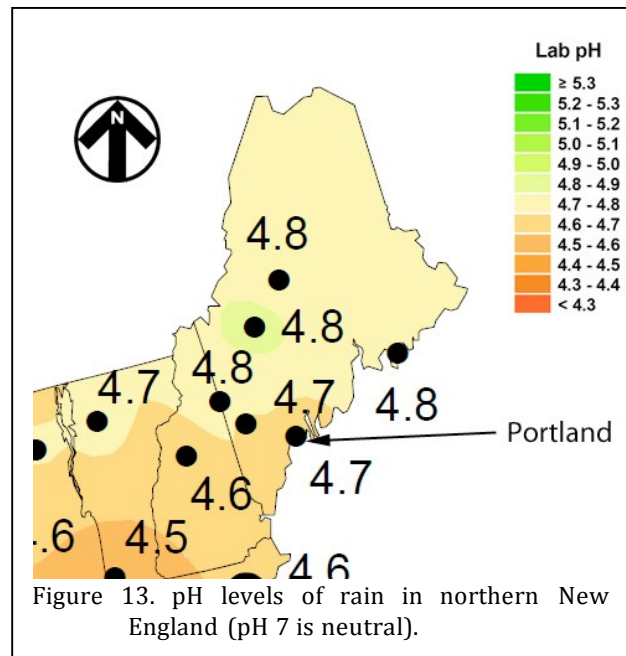 Lab pH
N
≥ 5.3
5.2 - 5.3
5.1 - 5.2
5.0 - 5.1
4.9 - 5.0
4.8 - 4.9
4.7 - 4.8
4.6 - 4.7
4.5 - 4.6
4.4 - 4.5
4.3 - 4.4
< 4.3
4.8
4.8
4.8
4.7
4.7
4.8
Portland
4.7
4.6
4.6
4.5
4.6
Figure 13. pH levels of rain in northern New
England (pH 7 is neutral).